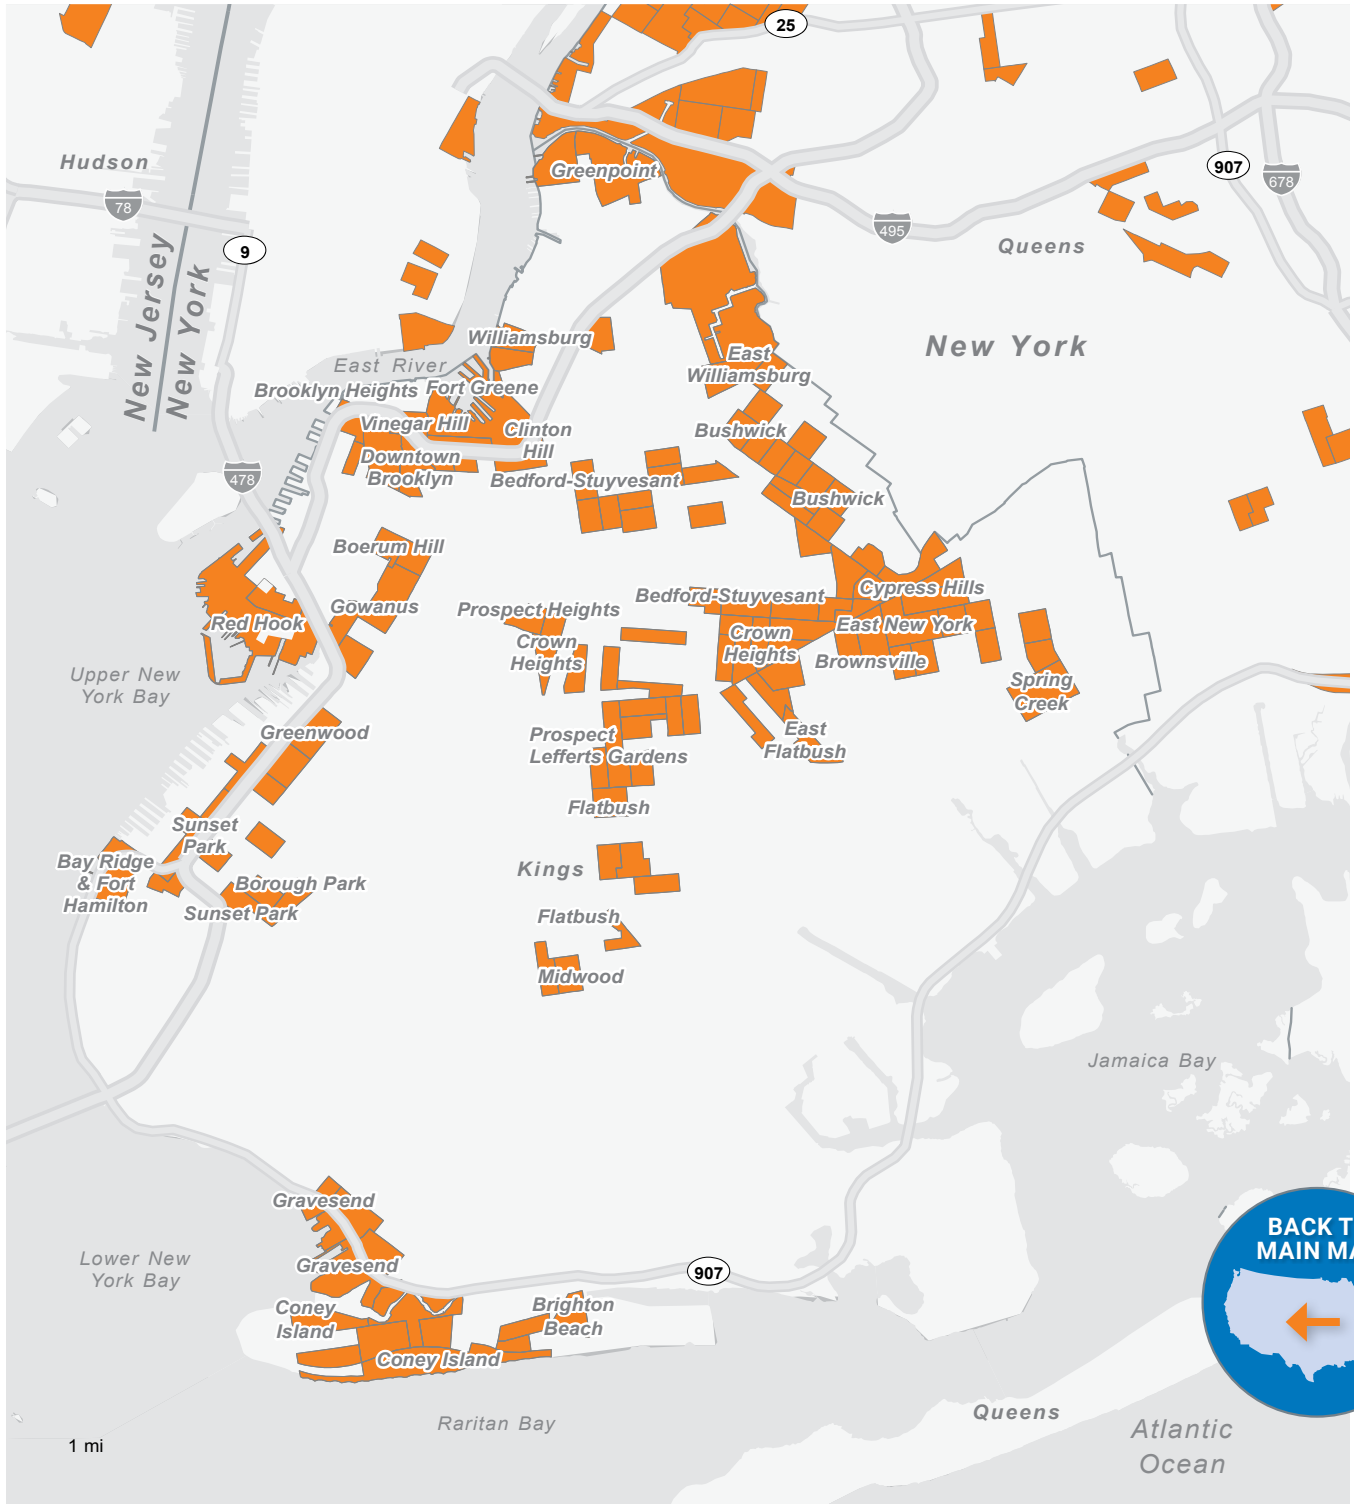 25
Hudson
78
9
New Jersey
New York
Greenpoint
907
678
495
Queens
New York
Williamsburg
East River
East
Williamsburg
Brooklyn Heights
Fort Greene
Vinegar Hill
Clinton
Hill
Bushwick
Downtown
Brooklyn
478
Bedford-Stuyvesant
Bushwick
Boerum Hill
Gowanus
Red Hook
Prospect Heights
Crown
Heights
Bedford-Stuyvesant
Cypress Hills
Crown
Heights
East New York
Brownsville
Spring
Creek
Upper New
York Bay
Greenwood
Prospect
Lefferts Gardens
East
Flatbush
Flatbush
Sunset
Park
Bay Ridge
& Fort
Hamilton
Borough Park
Sunset Park
Kings
Flatbush
Midwood
Jamaica Bay
Gravesend
Gravesend
Lower New
York Bay
907
Coney
Island
Brighton
Beach
Coney Island
BACK T
MAIN MA
Raritan Bay
Queens
Atlantic
Ocean
1 mi